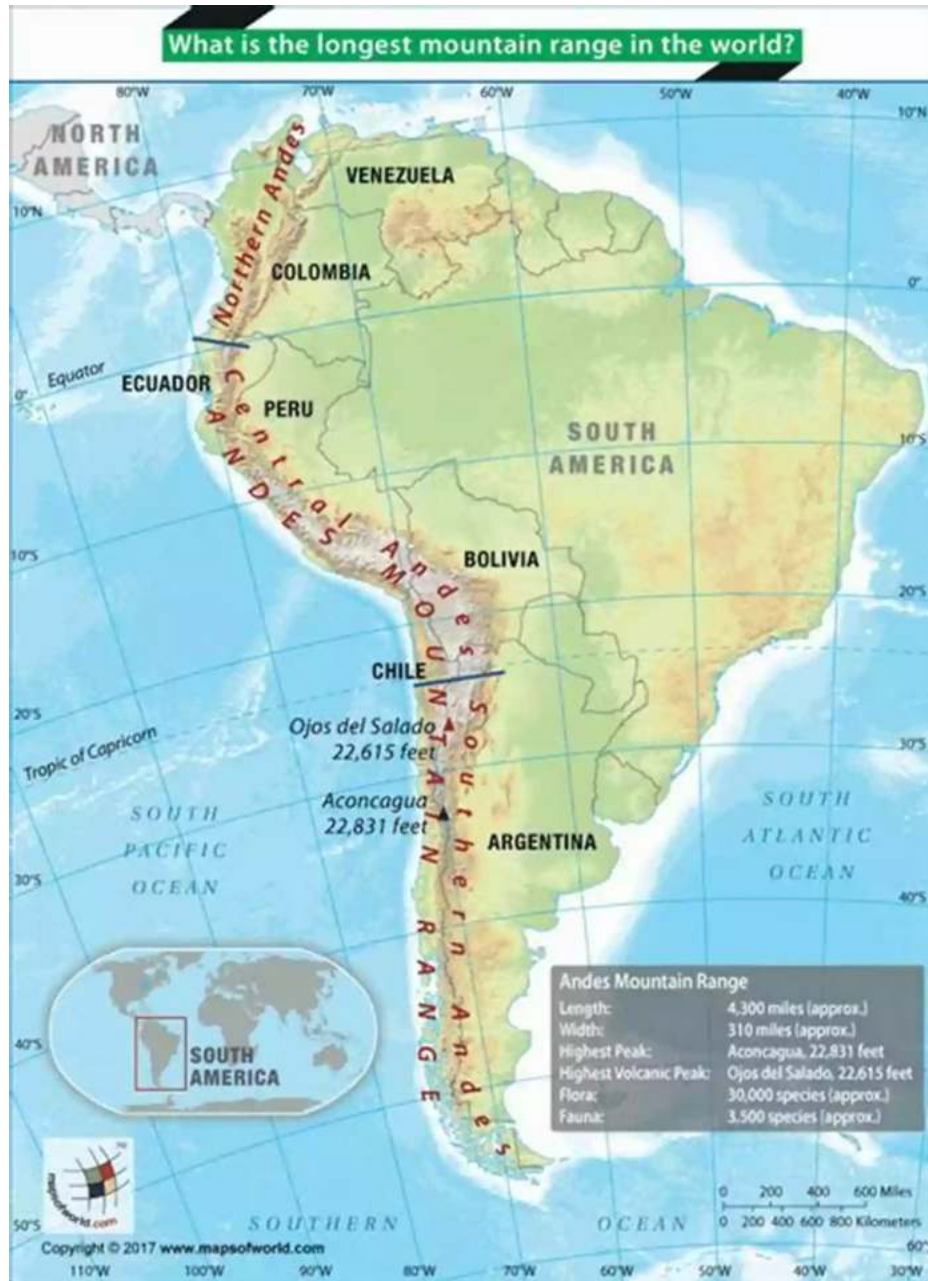 What is the longest mountain range in the world?
80°W
70°W
60°W
50°W
40°W
10°N
NORTH
AMERICA
10°N
VENEZUELA
Northern Andes
COLOMBIA
0°
Equator
ECUADOR
0°
Central Andes
PERU
SOUTH
AMERICA
10°S
ANDES MOUNTAIN RANGE
10°S
BOLIVIA
20°S
CHILE
20°S
Ojos del Salado
22,615 feet
Southern Andes
30°S
Tropic of Capricorn
Aconcagua
22,831 feet
ARGENTINA
SOUTH
PACIFIC
OCEAN
SOUTH
ATLANTIC
OCEAN
30°S
40°S
Andes Mountain Range
Length: 4,300 miles (approx.)
Width: 310 miles (approx.)
Highest Peak: Aconcagua, 22,831 feet
Highest Volcanic Peak: Ojos del Salado, 22,615 feet
Flora: 30,000 species (approx.)
Fauna: 3,500 species (approx.)
40°S
SOUTH
AMERICA
mapsofworld.com
0 200 400 600 Miles
0 200 400 600 800 Kilometers
50°S
SOUTHERN OCEAN
60°
Copyright © 2017 www.mapsofworld.com
110°W
100°W
90°W
80°W
70°W
60°W
50°W
40°W
30°W